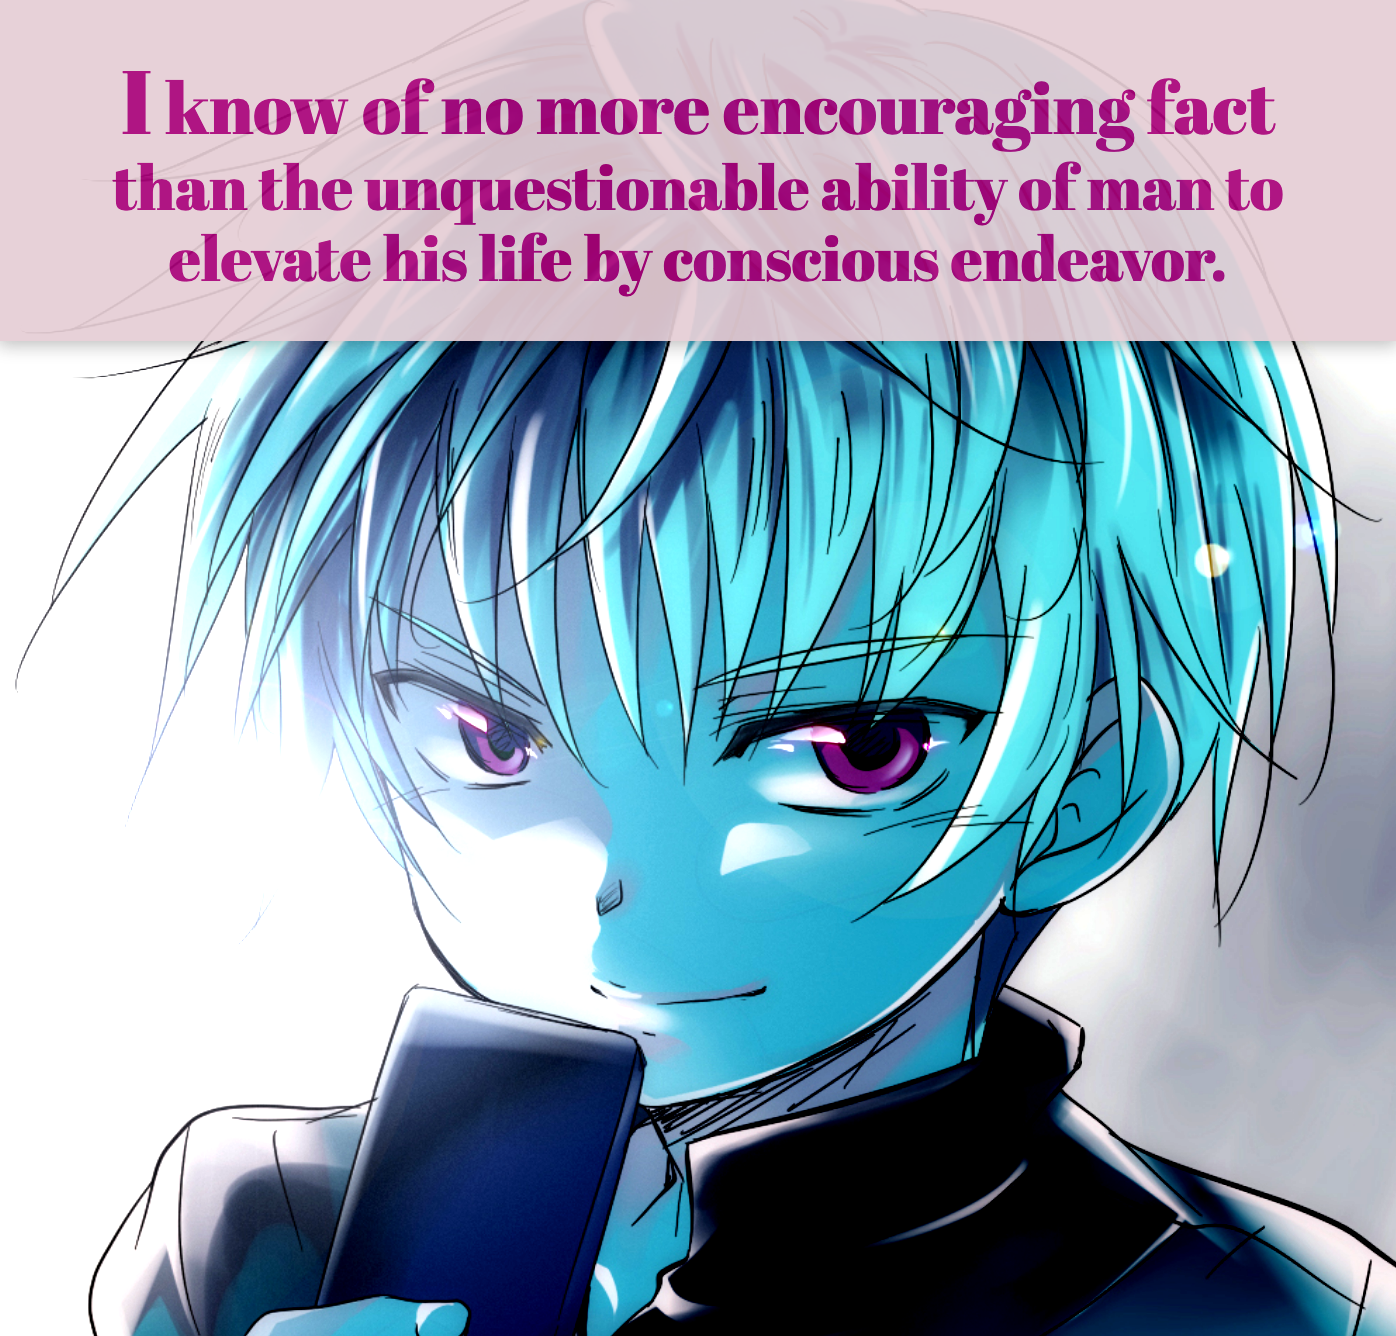 I know of no more encouraging fact
than the unquestionable ability of man to
elevate his life by conscious endeavor.